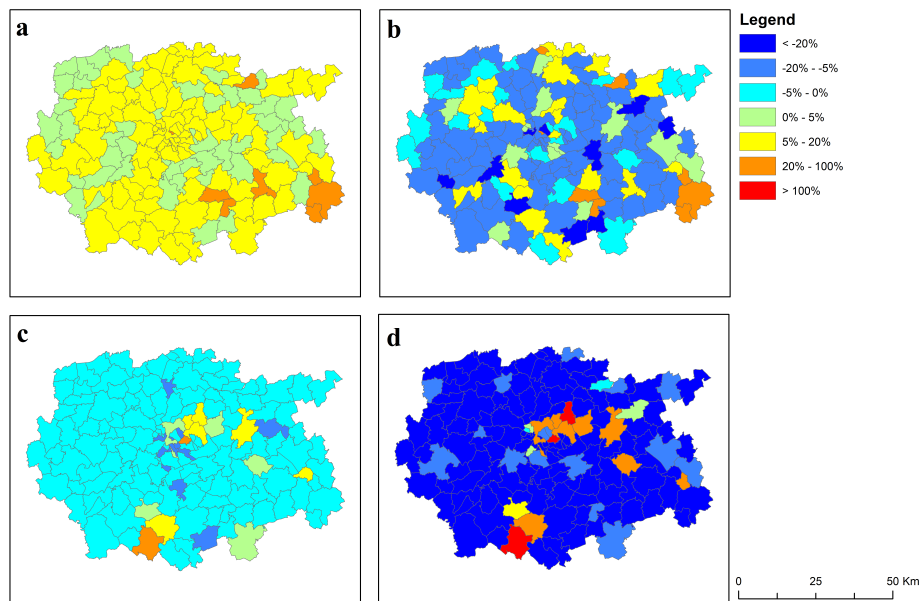 a
b
Legend
< -20%
-20% - -5%
-5% - 0%
0% - 5%
5% - 20%
20% - 100%
> 100%
c
d
0 25 50 Km